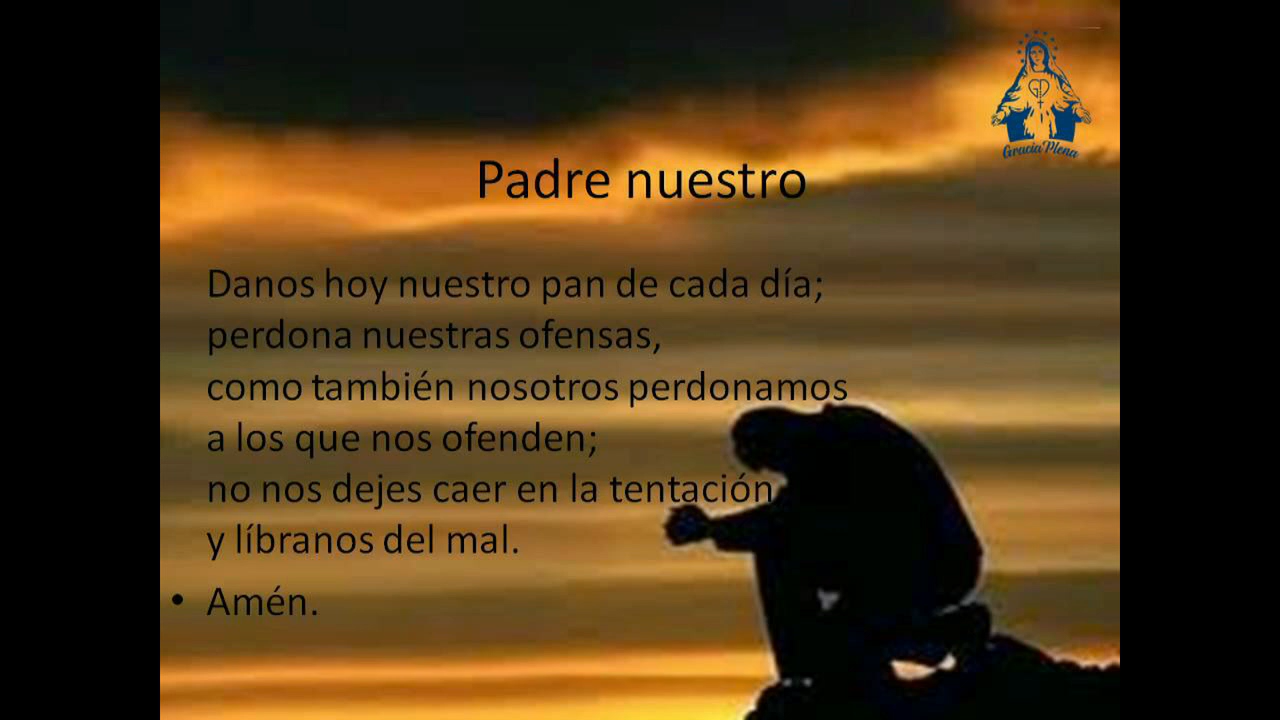 Gracia Plena
Padre nuestro
Danos hoy nuestro pan de cada día;
perdona nuestras ofensas,
como también nosotros perdonamos
a los que nos ofenden;
no nos dejes caer en la tentación
y líbranos del mal.
• Amén.